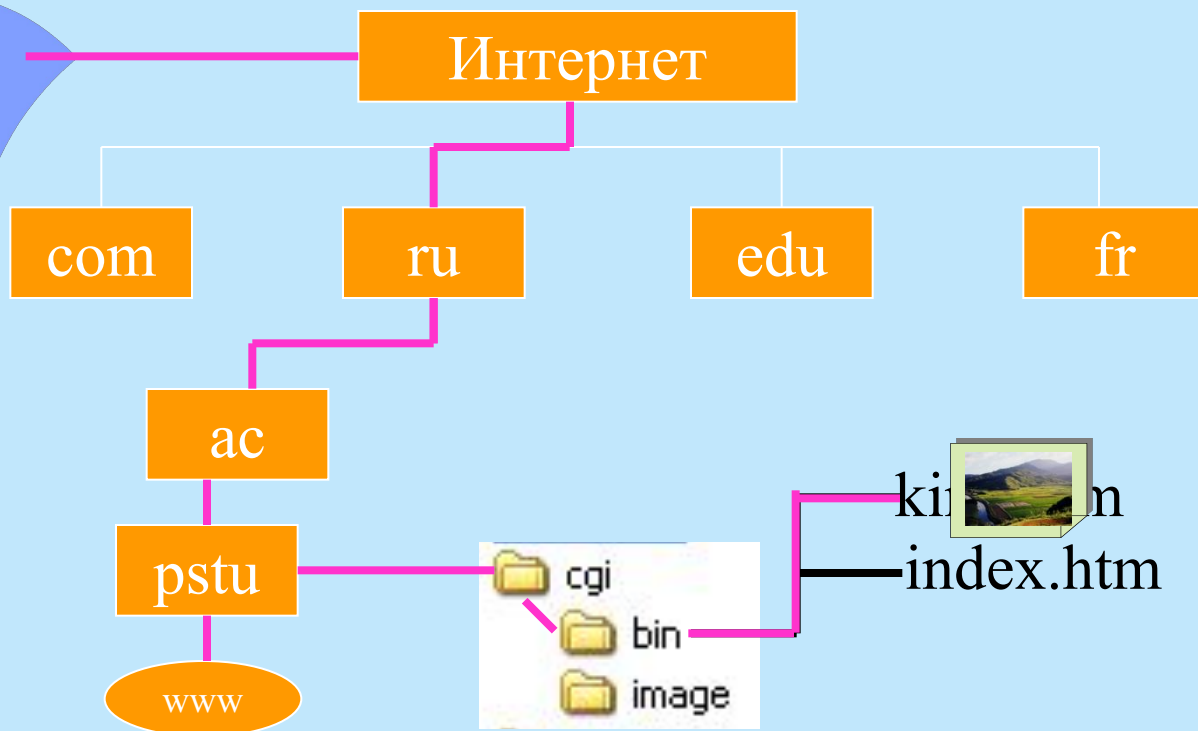 Интернет
com
ru
edu
fr
ac
pstu
www
cgi
bin
image
index.htm